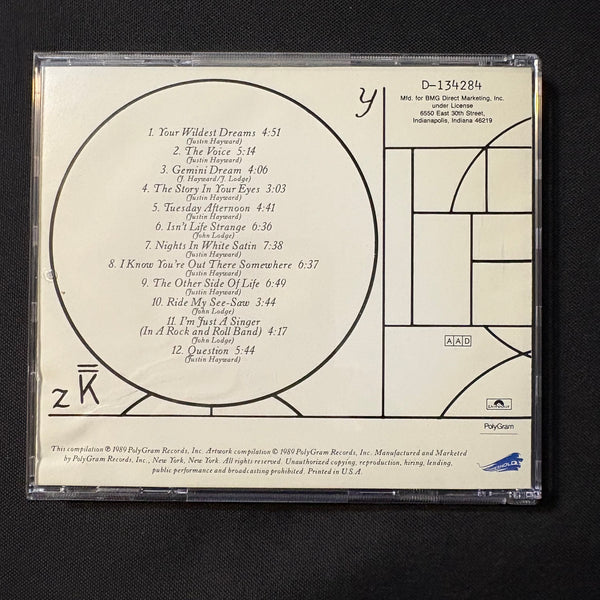 y
D-134284
Mfd. for BMG Direct Marketing, Inc.
under License
6550 East 30th Street,
Indianapolis, Indiana 46219
1. Your Wildest Dreams 4:51
(Justin Hayward)
2. The Voice 5:14
(Justin Hayward)
3. Gemini Dream 4:06
(J. Hayward/J. Lodge)
4. The Story In Your Eyes 3:03
(Justin Hayward)
5. Tuesday Afternoon 4:41
(Justin Hayward)
6. Isn't Life Strange 6:36
(John Lodge)
7. Nights In White Satin 7:38
(Justin Hayward)
8. I Know You're Out There Somewhere 6:37
(Justin Hayward)
9. The Other Side Of Life 6:49
(Justin Hayward)
10. Ride My See-Saw 3:44
(John Lodge)
11. I'm Just A Singer
(In A Rock and Roll Band) 4:17
(John Lodge)
12. Question 5:44
(Justin Hayward)
AAD
z K
polydor
PolyGram
THRESHOLD
This compilation ℗ 1989 PolyGram Records, Inc. Artwork compilation © 1989 PolyGram Records, Inc. Manufactured and Marketed
by PolyGram Records, Inc., New York, New York. All rights reserved. Unauthorized copying, reproduction, hiring, lending,
public performance and broadcasting prohibited. Printed in U.S.A.